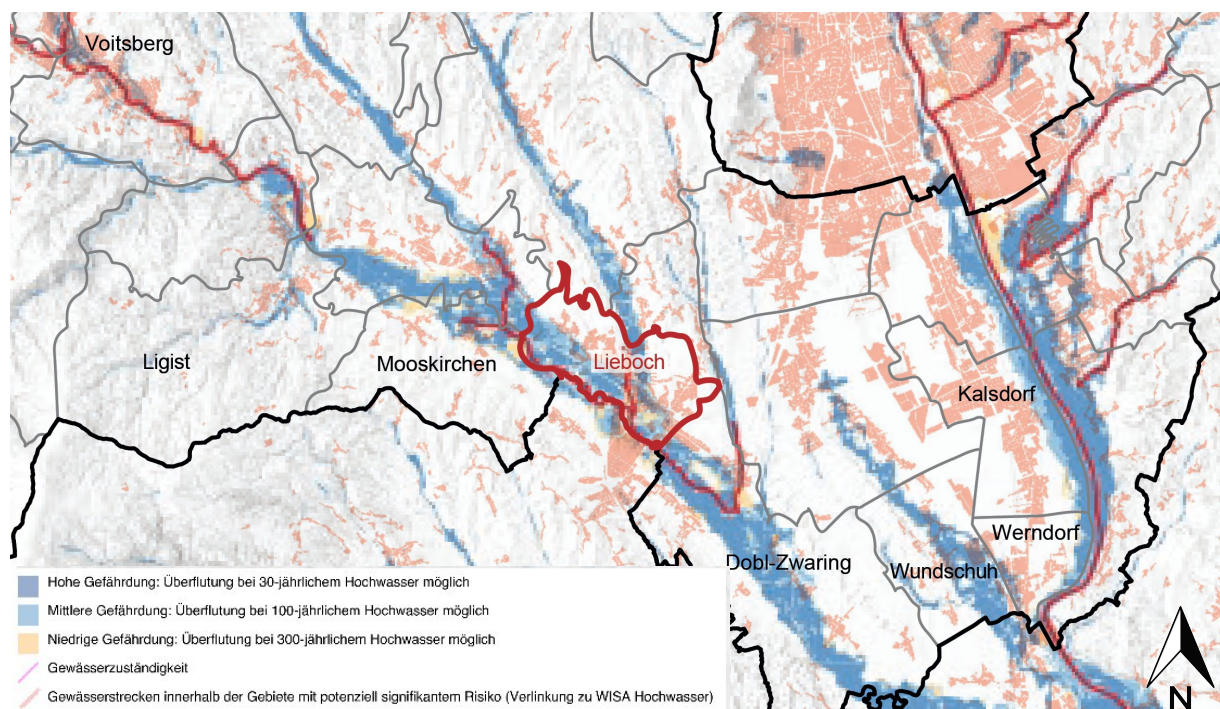 Voitsberg
Ligist
Mooskirchen
Lieboch
Kalsdorf
Werndorf
Dobl-Zwaring
Wundschuh
Hohe Gefährdung: Überflutung bei 30-jährlichem Hochwasser möglich
Mittlere Gefährdung: Überflutung bei 100-jährlichem Hochwasser möglich
Niedrige Gefährdung: Überflutung bei 300-jährlichem Hochwasser möglich
Gewässerzuständigkeit
Gewässerstrecken innerhalb der Gebiete mit potenziell signifikantem Risiko (Verlinkung zu WISA Hochwasser)
N